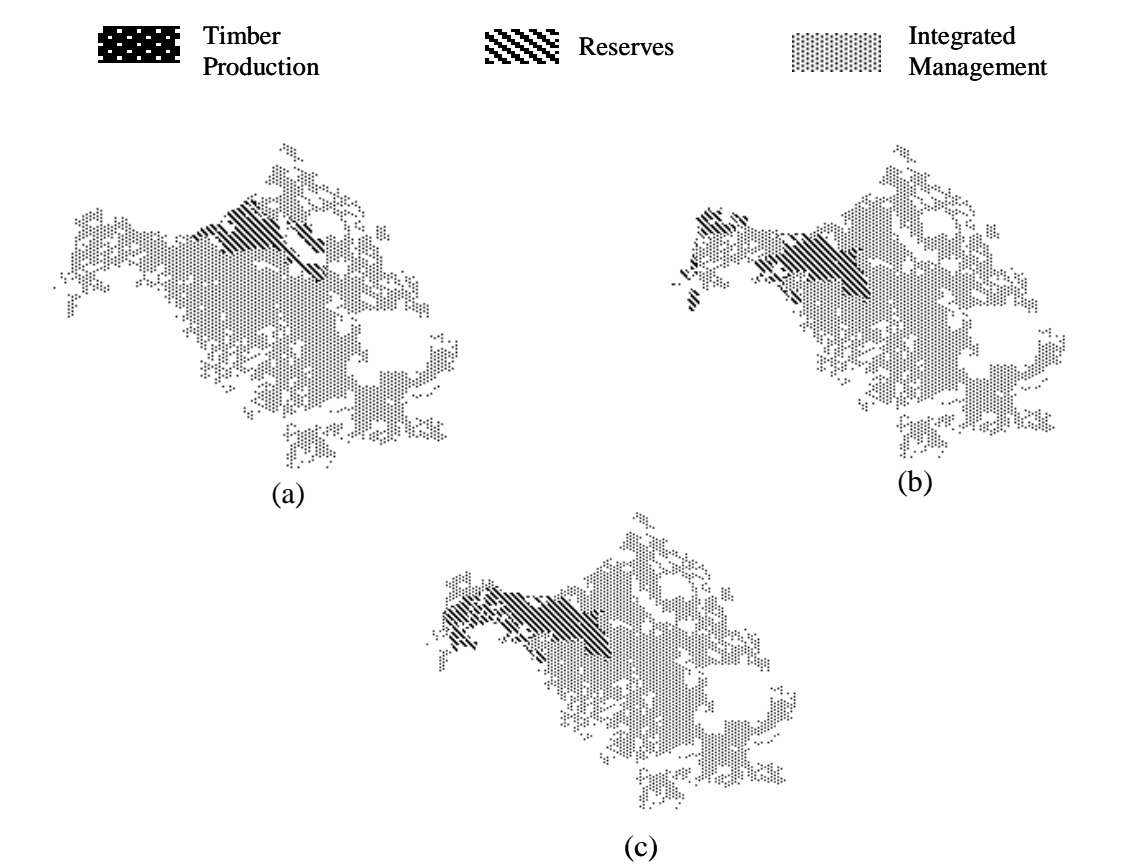 Timber
Production
Reserves
Integrated
Management
(a)
(b)
(c)